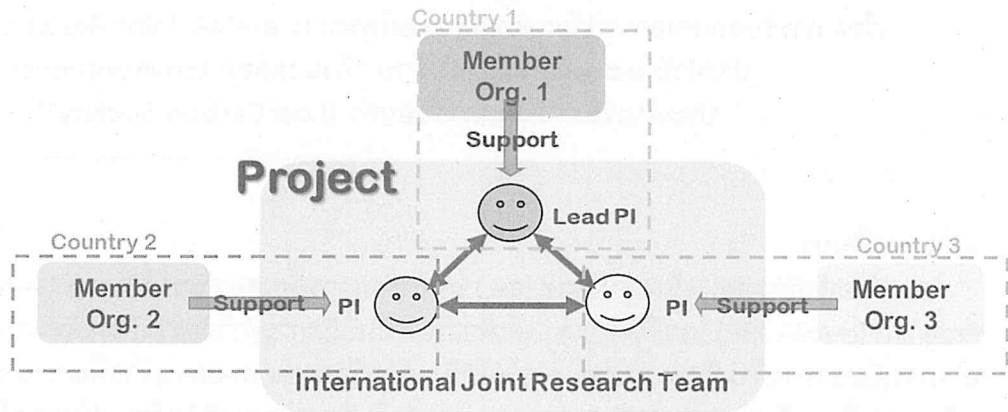 Country 1
Member
Org. 1
Support
Project
Lead PI
Country 2
Country 3
Member
Org. 2
Support
PI
PI
Support
Member
Org. 3
International Joint Research Team